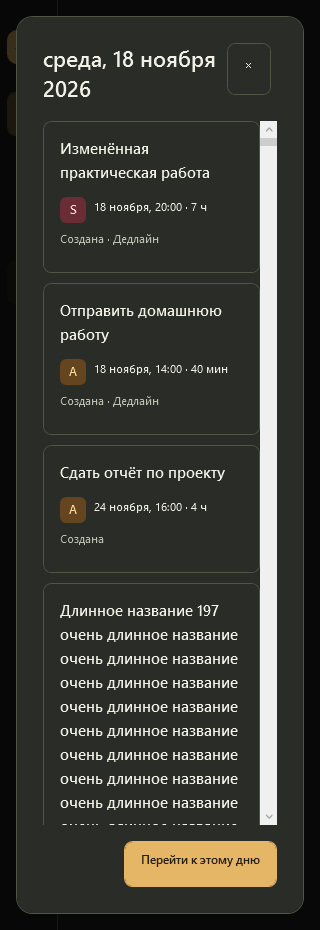 среда, 18 ноября
2026
×
Изменённая
практическая работа
S
18 ноября, 20:00 · 7 ч
Создана · Дедлайн
Отправить домашнюю
работу
A
18 ноября, 14:00 · 40 мин
Создана · Дедлайн
Сдать отчёт по проекту
A
24 ноября, 16:00 · 4 ч
Создана
Длинное название 197
очень длинное название
очень длинное название
очень длинное название
очень длинное название
очень длинное название
очень длинное название
очень длинное название
очень длинное название
Перейти к этому дню